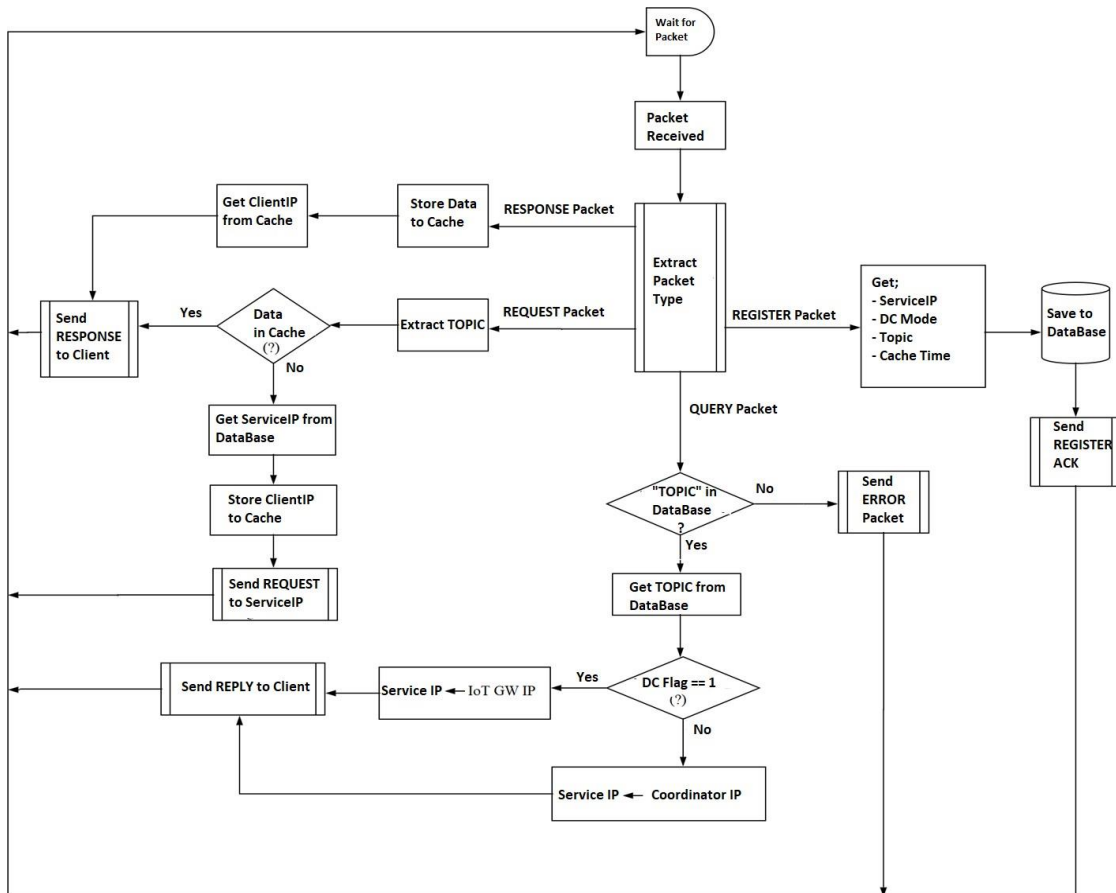 Wait for
Packet
Packet
Received
Get ClientIP
from Cache
Store Data
to Cache
RESPONSE Packet
Extract
Packet
Type
Get;
- ServiceIP
- DC Mode
- Topic
- Cache Time
Save to
DataBase
Send
RESPONSE
to Client
Yes
Data
in Cache
(?)
Extract TOPIC
REQUEST Packet
REGISTER Packet
No
Get ServiceIP from
DataBase
QUERY Packet
Send
REGISTER
ACK
Store ClientIP
to Cache
"TOPIC" in
DataBase
?
No
Send
ERROR
Packet
Yes
Send REQUEST
to ServiceIP
Get TOPIC from
DataBase
Send REPLY to Client
Service IP ← IoT GW IP
Yes
DC Flag == 1
(?)
No
Service IP ← Coordinator IP